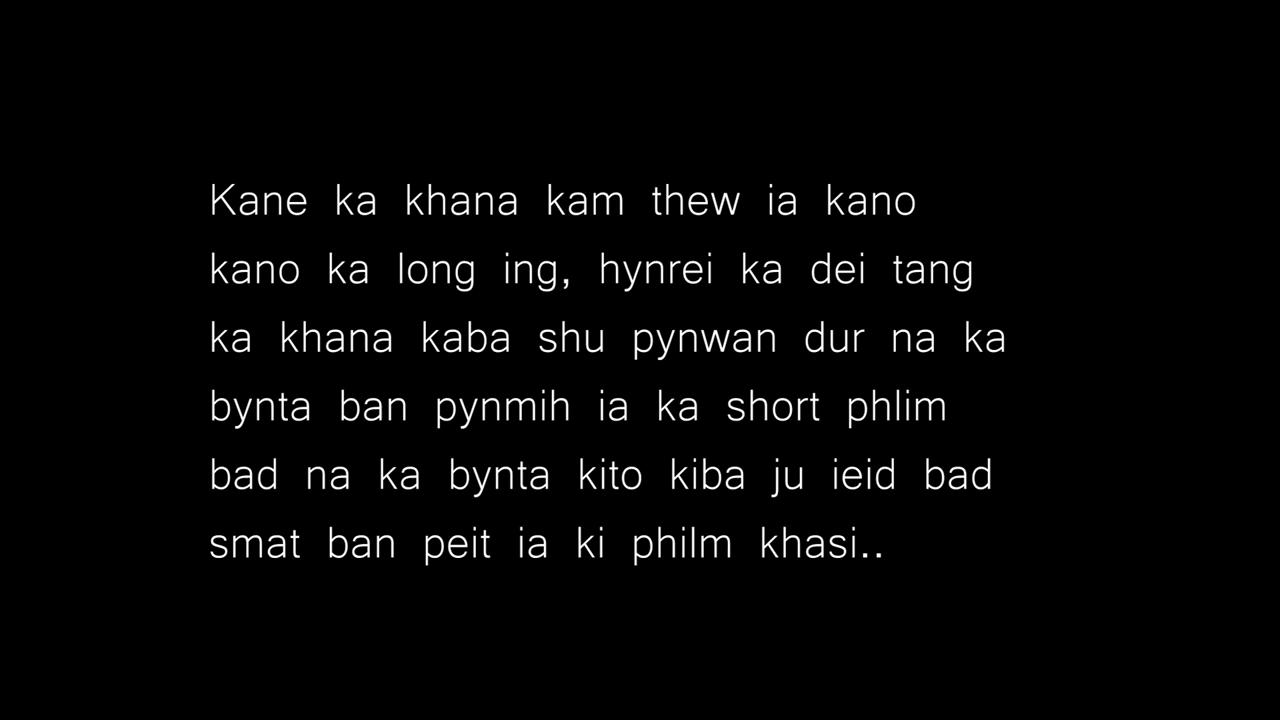 Kane ka khana kam thew ia kano
kano ka long ing, hynrei ka dei tang
ka khana kaba shu pynwan dur na ka
bynta ban pynmih ia ka short phlim
bad na ka bynta kito kiba ju ieid bad
smat ban peit ia ki philm khasi..